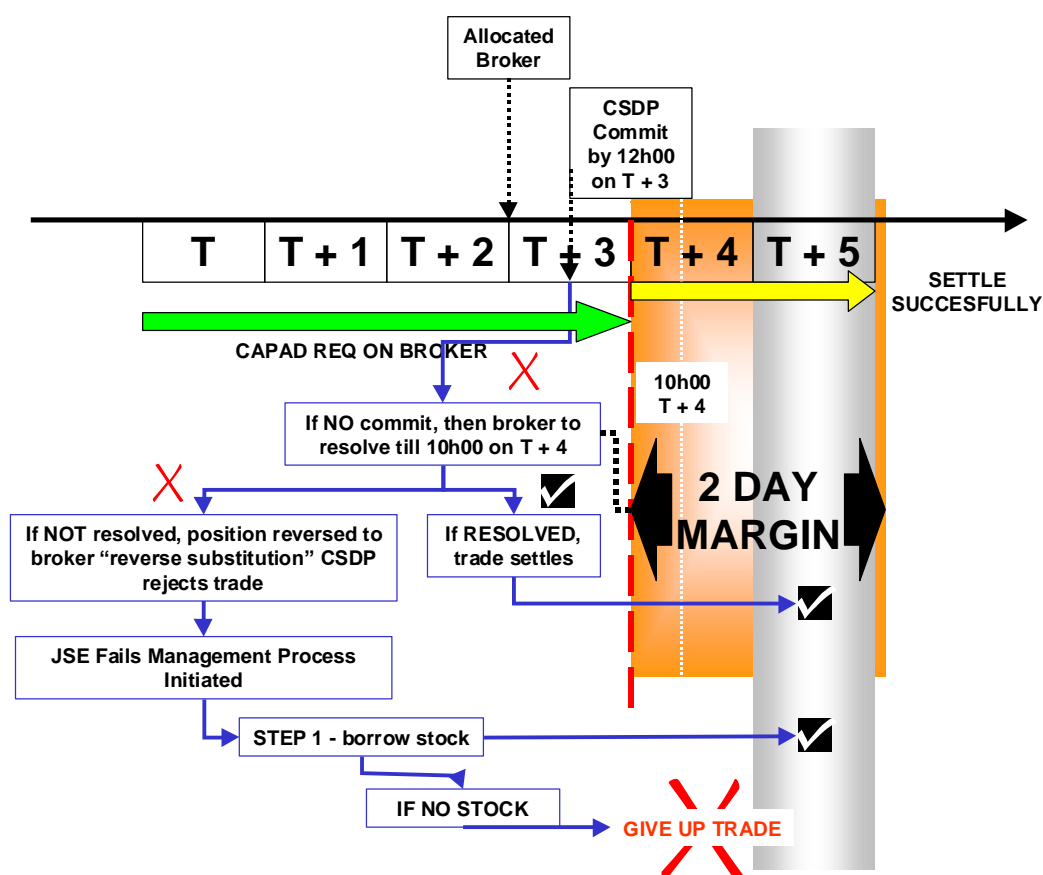 Allocated
Broker
CSDP
Commit
by 12h00
on T + 3
T
T + 1
T + 2
T + 3
T + 4
T + 5
SETTLE
SUCCESFULLY
CAPAD REQ ON BROKER
10h00
T + 4
If NO commit, then broker to
resolve till 10h00 on T + 4
2 DAY
MARGIN
If NOT resolved, position reversed to
broker “reverse substitution” CSDP
rejects trade
If RESOLVED,
trade settles
JSE Fails Management Process
Initiated
STEP 1 - borrow stock
IF NO STOCK
GIVE UP TRADE